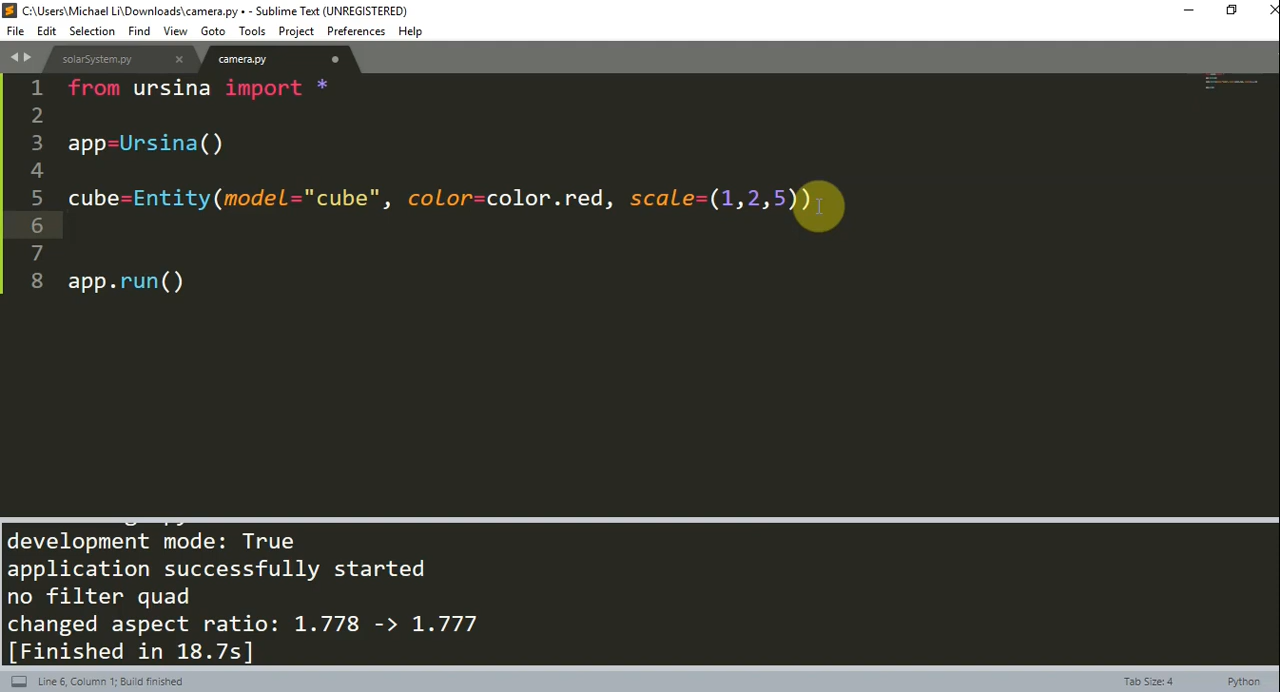 C:\Users\Michael Li\Downloads\camera.py • - Sublime Text (UNREGISTERED)
File Edit Selection Find View Goto Tools Project Preferences Help
solarSystem.py camera.py
1 from ursina import *
2
3 app=Ursina()
4
5 cube=Entity(model="cube", color=color.red, scale=(1,2,5))
6
7
8 app.run()
development mode: True
application successfully started
no filter quad
changed aspect ratio: 1.778 -> 1.777
[Finished in 18.7s]
Line 6, Column 1; Build finished Tab Size: 4 Python